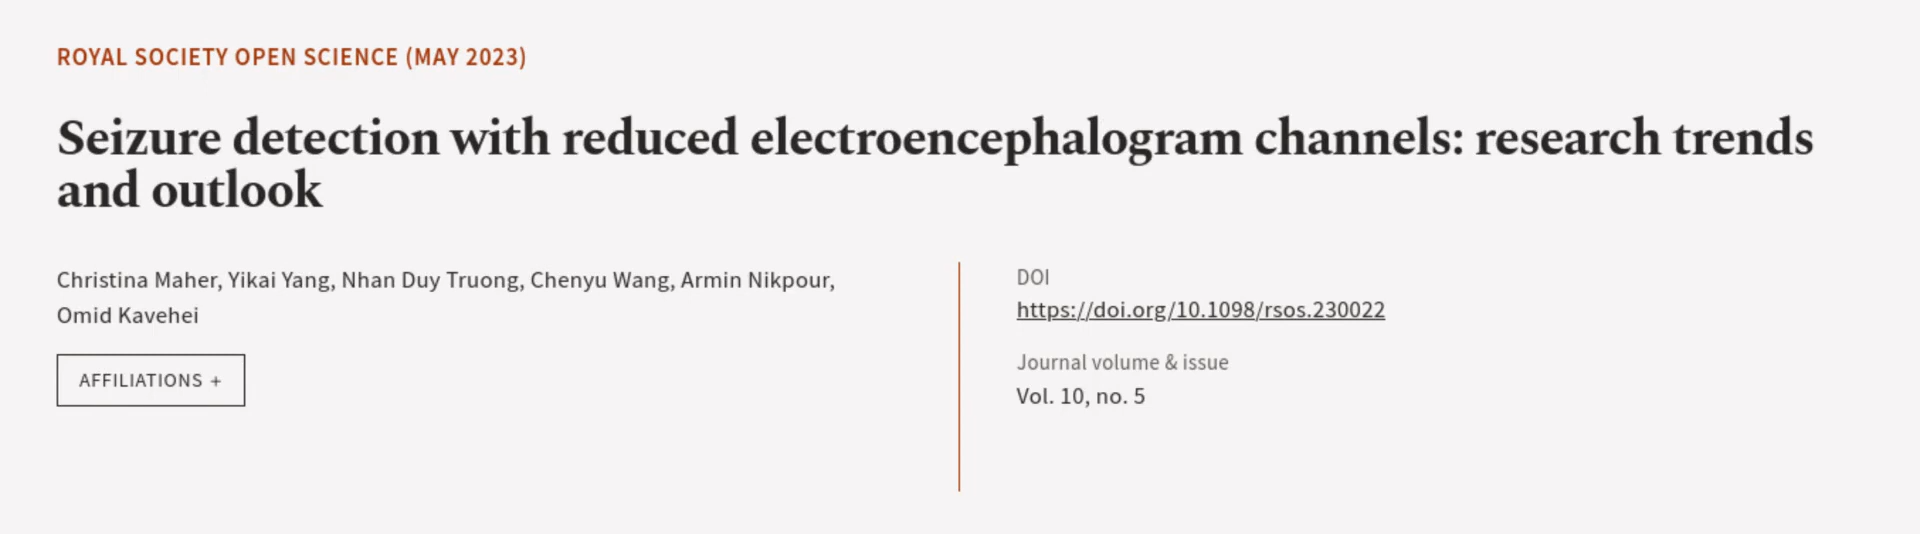 ROYAL SOCIETY OPEN SCIENCE (MAY 2023)
Seizure detection with reduced electroencephalogram channels: research trends
and outlook
Christina Maher, Yikai Yang, Nhan Duy Truong, Chenyu Wang, Armin Nikpour,
Omid Kavehei
AFFILIATIONS +
DOI
https://doi.org/10.1098/rsos.230022
Journal volume & issue
Vol. 10, no. 5